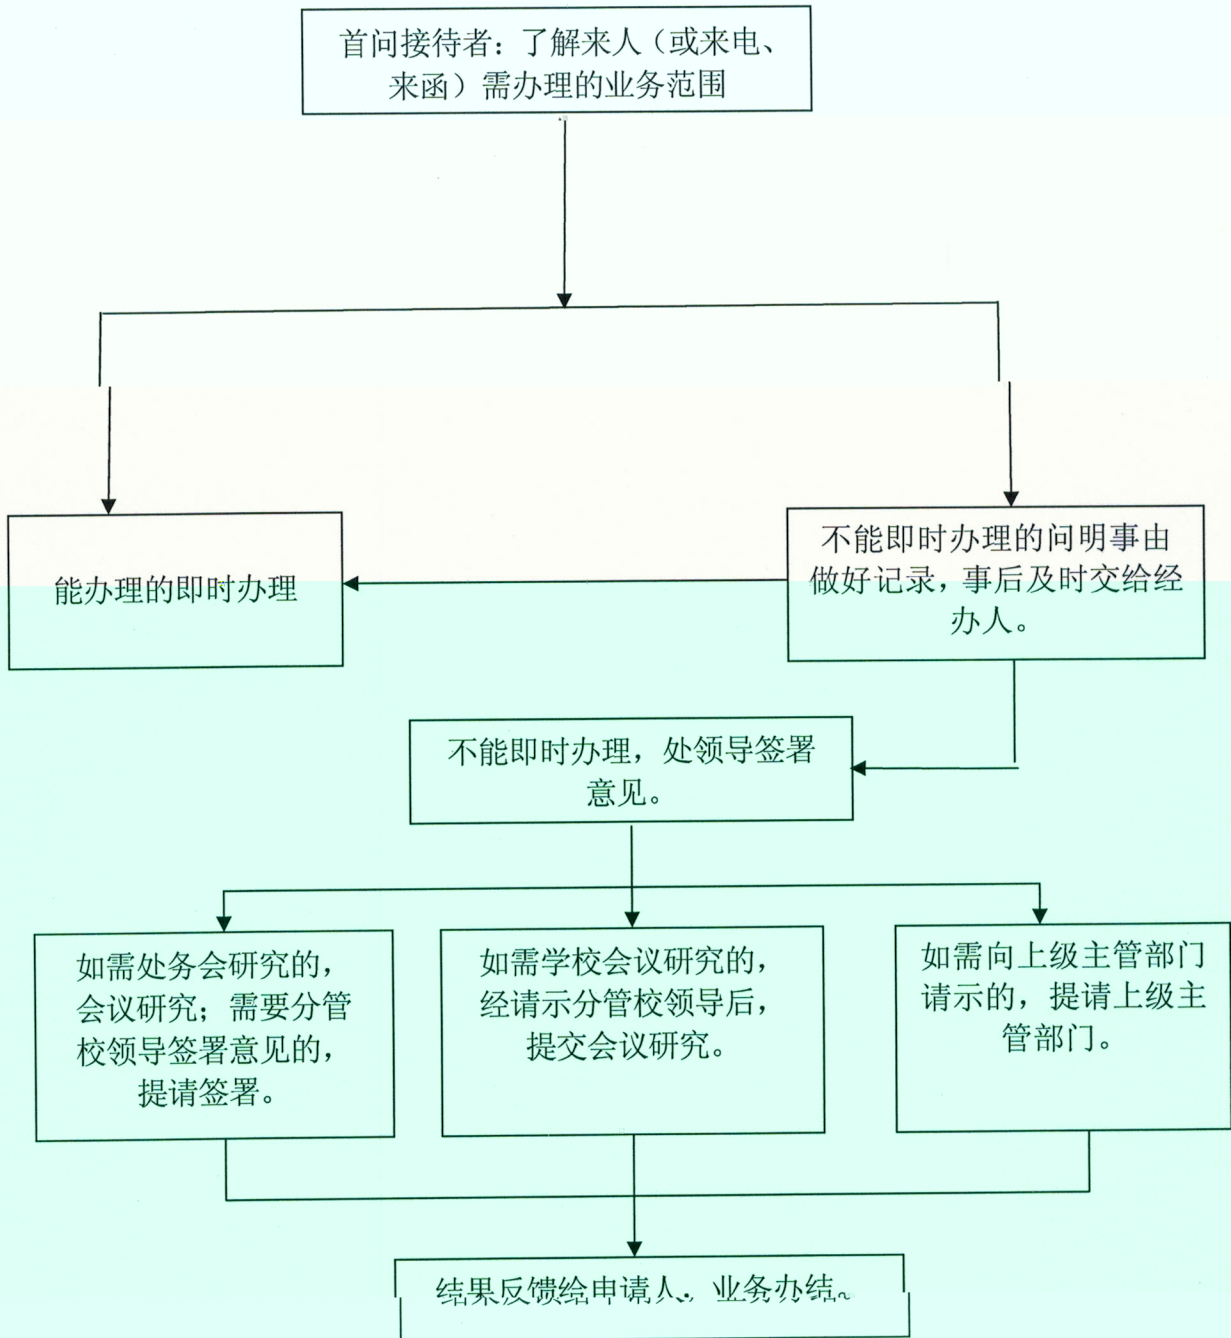 首问接待者：了解来人（或来电、
来函）需办理的业务范围
能办理的即时办理
不能即时办理的问明事由
做好记录，事后及时交给经
办人。
不能即时办理，处领导签署
意见。
如需处务会研究的，
会议研究；需要分管
校领导签署意见的，
提请签署。
如需学校会议研究的，
经请示分管校领导后，
提交会议研究。
如需向上级主管部门
请示的，提请上级主
管部门。
结果反馈给申请人，业务办结。